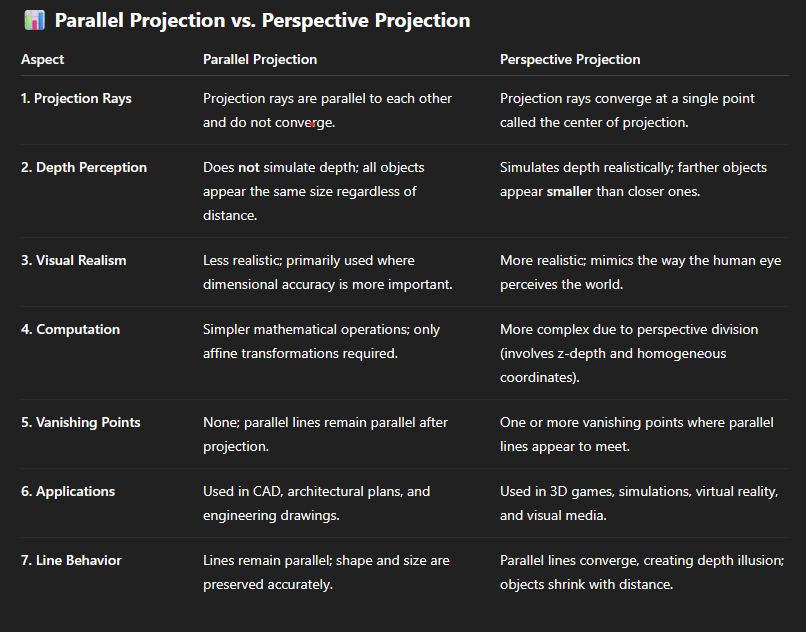 Parallel Projection vs. Perspective Projection
Aspect Parallel Projection Perspective Projection
1. Projection Rays
Projection rays are parallel to each other
and do not converge.
Projection rays converge at a single point
called the center of projection.
2. Depth Perception
Does not simulate depth; all objects
appear the same size regardless of
distance.
Simulates depth realistically; farther objects
appear smaller than closer ones.
3. Visual Realism
Less realistic; primarily used where
dimensional accuracy is more important.
More realistic; mimics the way the human eye
perceives the world.
4. Computation
Simpler mathematical operations; only
affine transformations required.
More complex due to perspective division
(involves z-depth and homogeneous
coordinates).
5. Vanishing Points
None; parallel lines remain parallel after
projection.
One or more vanishing points where parallel
lines appear to meet.
6. Applications
Used in CAD, architectural plans, and
engineering drawings.
Used in 3D games, simulations, virtual reality,
and visual media.
7. Line Behavior
Lines remain parallel; shape and size are
preserved accurately.
Parallel lines converge, creating depth illusion;
objects shrink with distance.